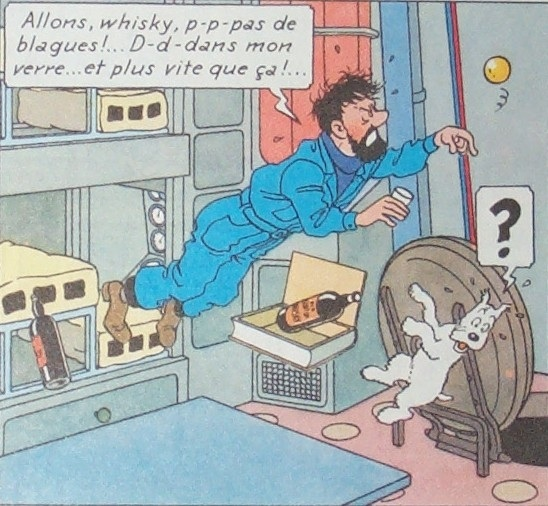 Allons, whisky, p-p-pas de
blagues!... D-d-dans mon
verre...et plus vite que ça!...
?